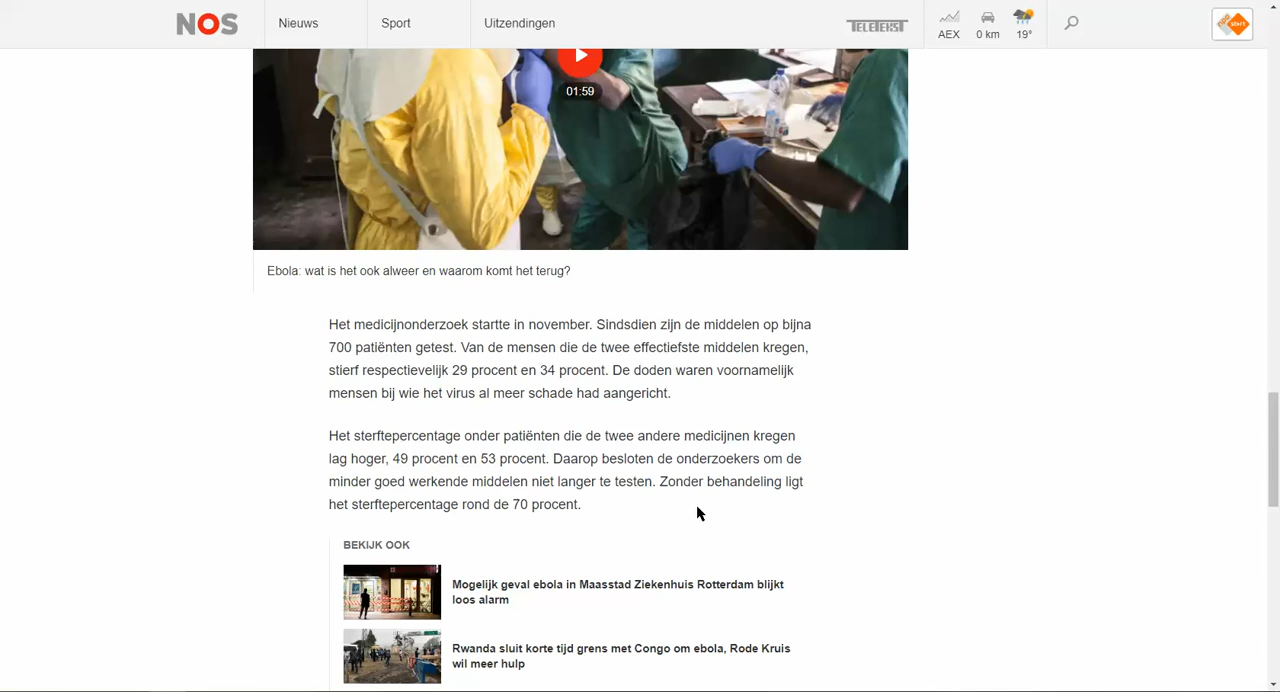 NOS
Nieuws
Sport
Uitzendingen
TELETEKST
AEX
0 km
19°
START
01:59
Ebola: wat is het ook alweer en waarom komt het terug?
Het medicijnonderzoek startte in november. Sindsdien zijn de middelen op bijna
700 patiënten getest. Van de mensen die de twee effectiefste middelen kregen,
stierf respectievelijk 29 procent en 34 procent. De doden waren voornamelijk
mensen bij wie het virus al meer schade had aangericht.
Het sterftepercentage onder patiënten die de twee andere medicijnen kregen
lag hoger, 49 procent en 53 procent. Daarop besloten de onderzoekers om de
minder goed werkende middelen niet langer te testen. Zonder behandeling ligt
het sterftepercentage rond de 70 procent.
BEKIJK OOK
Mogelijk geval ebola in Maasstad Ziekenhuis Rotterdam blijkt
loos alarm
Rwanda sluit korte tijd grens met Congo om ebola, Rode Kruis
wil meer hulp